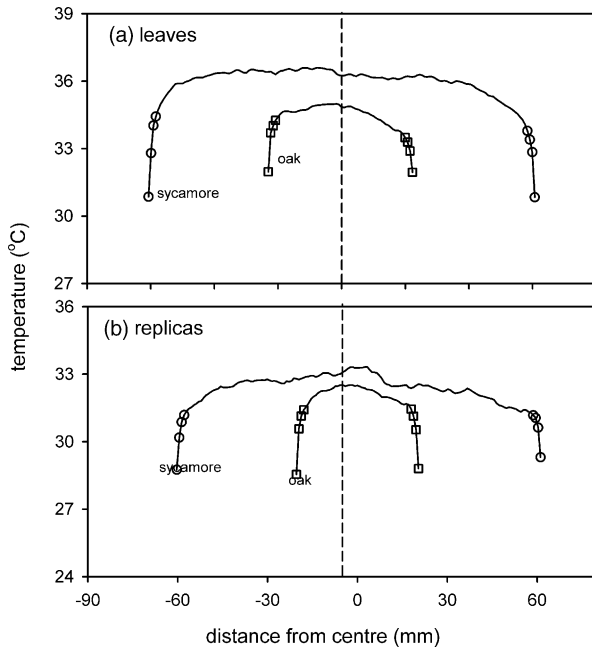 39
(a) leaves
36
33
oak
sycamore
30
27
36
(b) replicas
33
30
sycamore
oak
27
24
-90
-60
-30
0
30
60
distance from centre (mm)
temperature (°C)